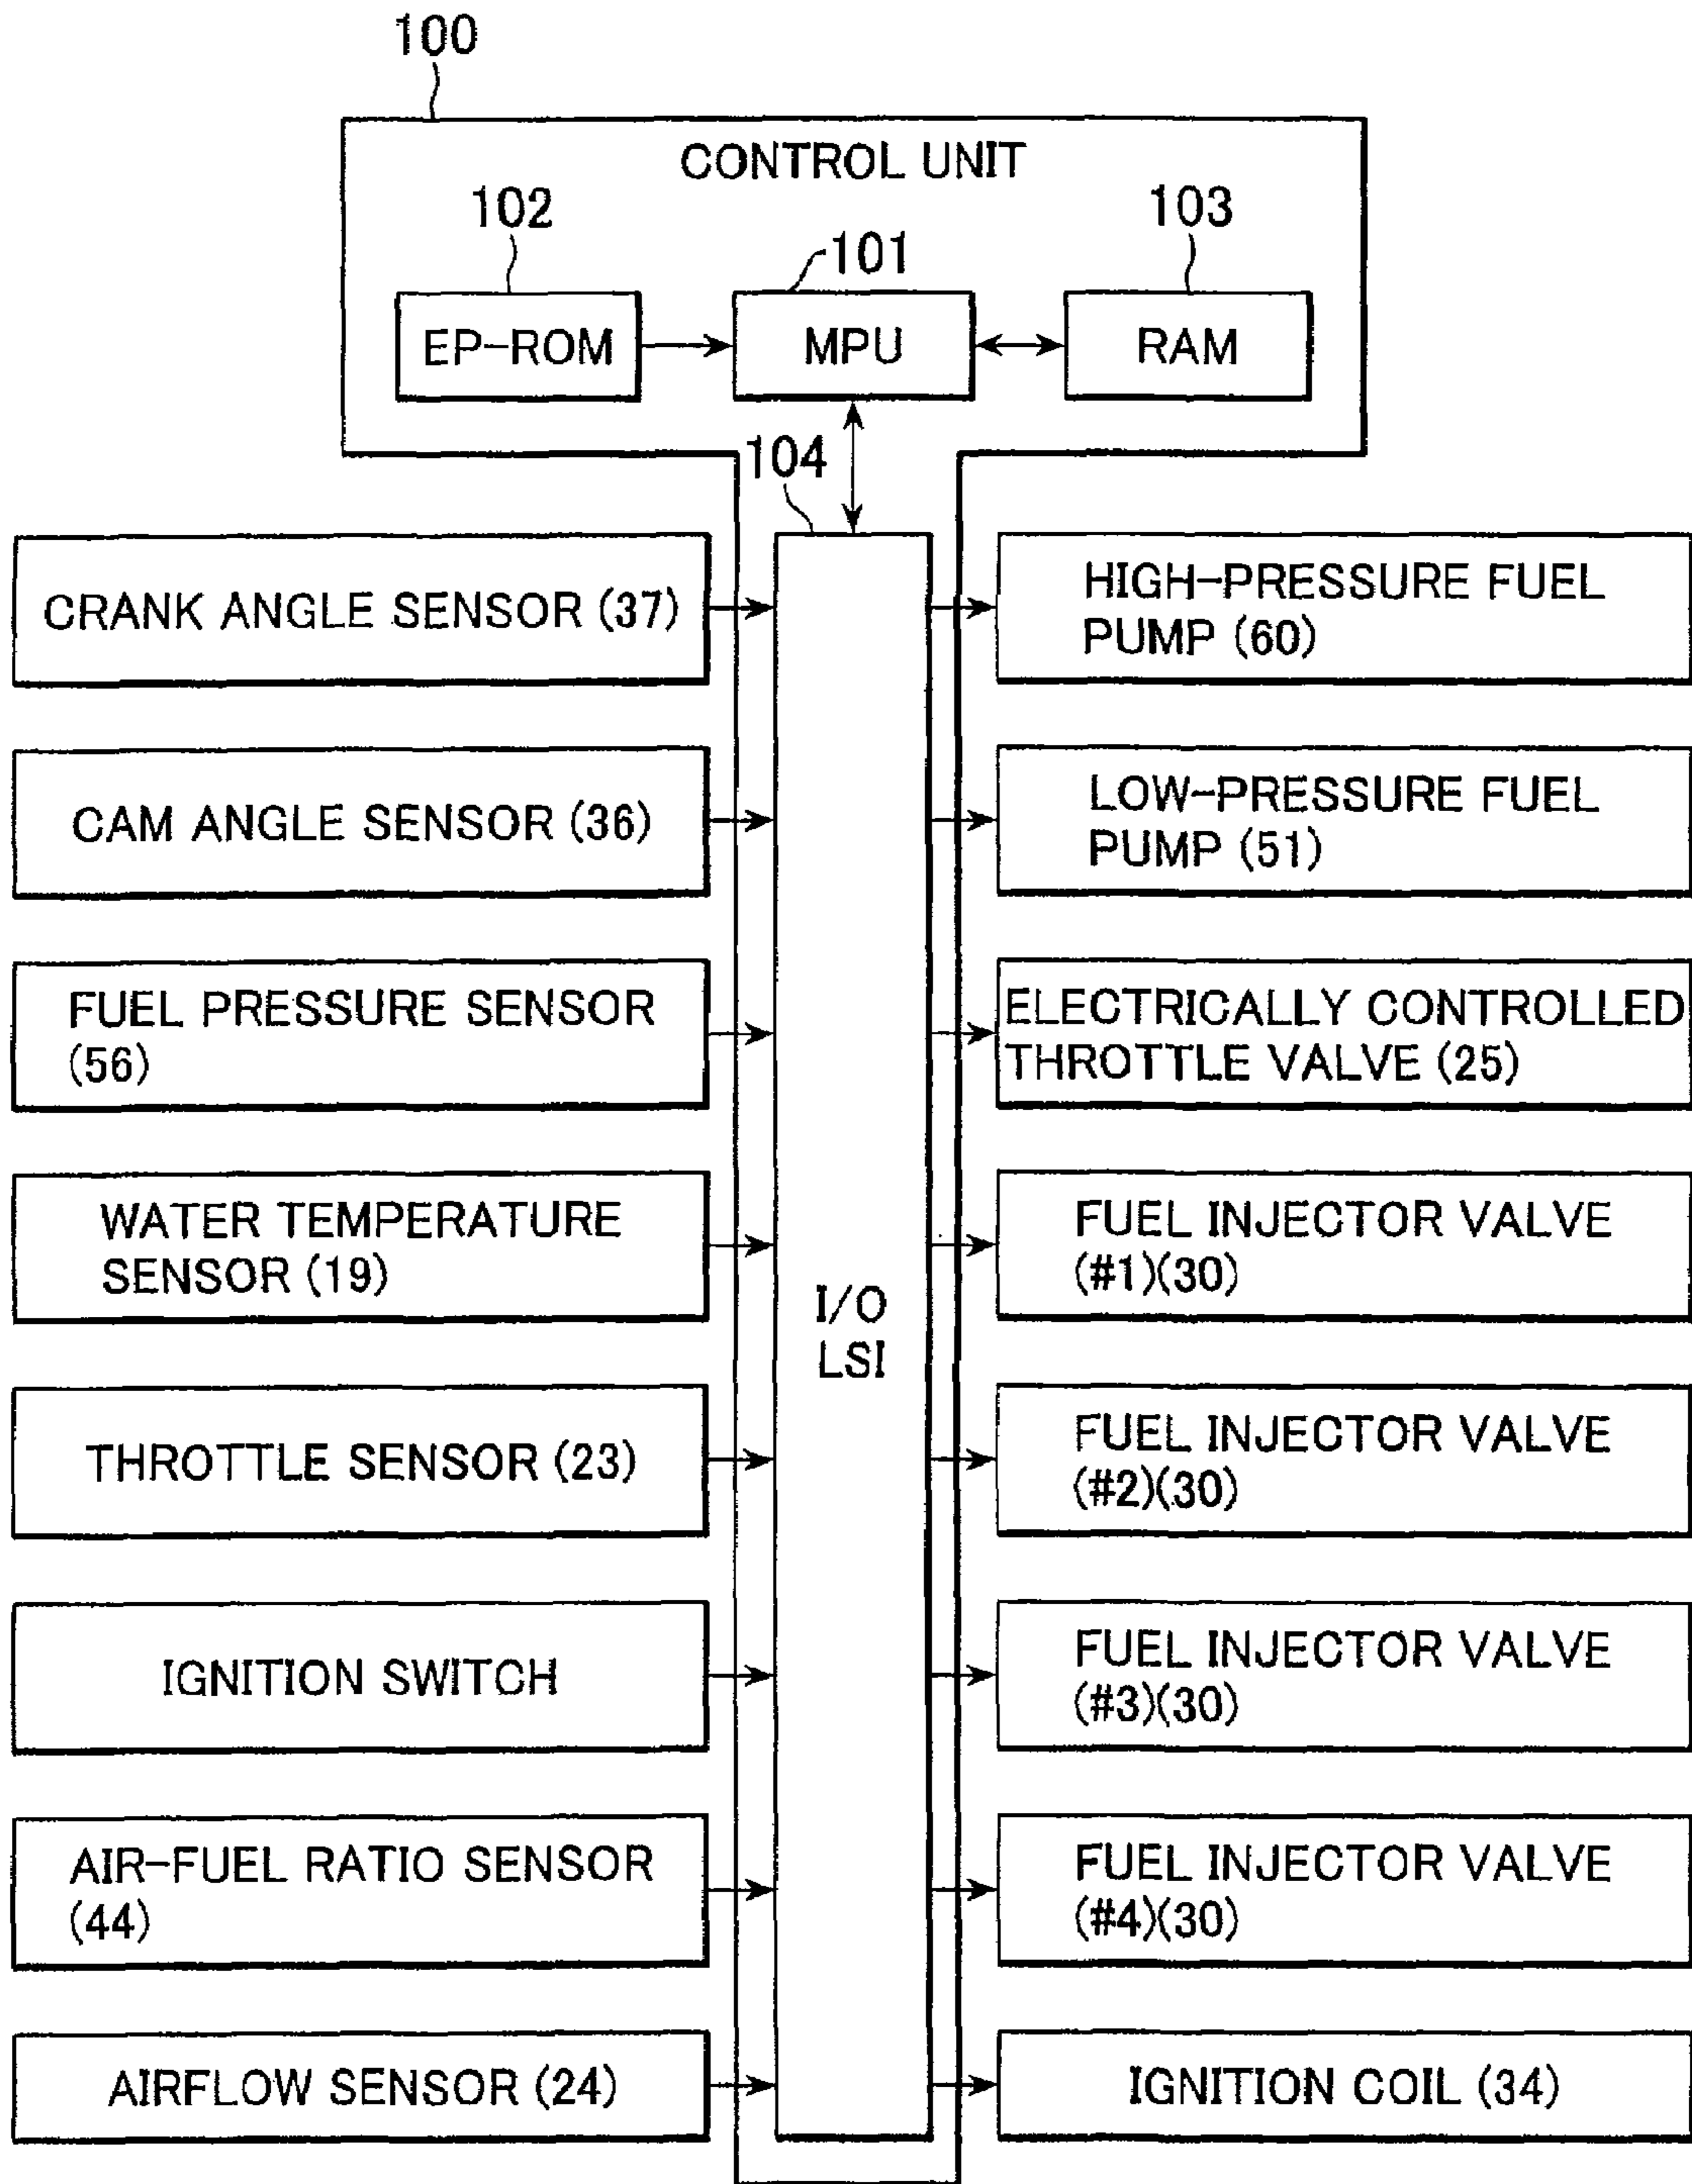 100
CONTROL UNIT
102
101
103
EP-ROM
MPU
RAM
104
CRANK ANGLE SENSOR (37)
CAM ANGLE SENSOR (36)
FUEL PRESSURE SENSOR
(56)
WATER TEMPERATURE
SENSOR (19)
THROTTLE SENSOR (23)
IGNITION SWITCH
AIR-FUEL RATIO SENSOR
(44)
AIRFLOW SENSOR (24)
I/O
LSI
HIGH-PRESSURE FUEL
PUMP (60)
LOW-PRESSURE FUEL
PUMP (51)
ELECTRICALLY CONTROLLED
THROTTLE VALVE (25)
FUEL INJECTOR VALVE
(#1)(30)
FUEL INJECTOR VALVE
(#2)(30)
FUEL INJECTOR VALVE
(#3)(30)
FUEL INJECTOR VALVE
(#4)(30)
IGNITION COIL (34)